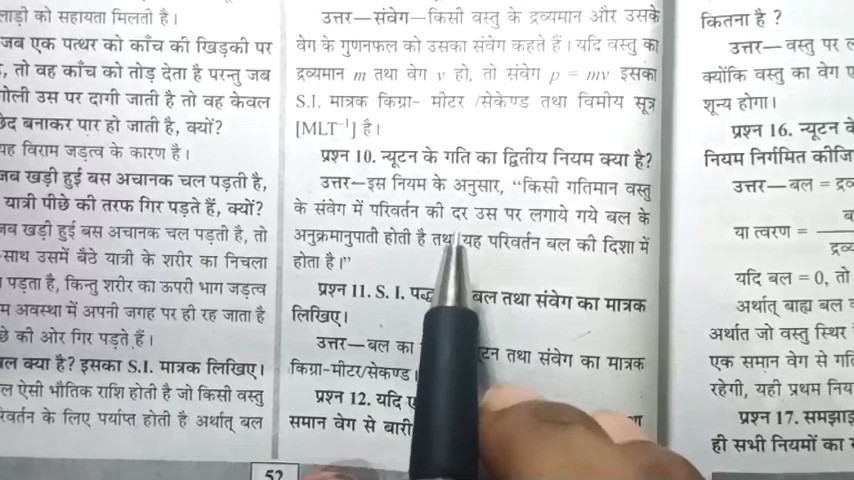 लाड़ी को सहायता मिलती है।
जब एक पत्थर को काँच की खिड़की पर
, तो वह काँच को तोड़ देता है परन्तु जब
गोली उस पर दागी जाती है तो वह केवल
छेद बनाकर पार हो जाती है, क्यों?
यह विराम जड़त्व के कारण है।
जब खड़ी हुई बस अचानक चल पड़ती है,
यात्री पीछे की तरफ गिर पड़ते हैं, क्यों?
जब खड़ी हुई बस अचानक चल पड़ती है, तो
साथ उसमें बैठे यात्री के शरीर का निचला
पड़ता है, किन्तु शरीर का ऊपरी भाग जड़त्व
म अवस्था में अपनी जगह पर ही रह जाता है
छे की ओर गिर पड़ते हैं।
बल क्या है? इसका S.I. मात्रक लिखिए।
ल ऐसी भौतिक राशि होती है जो किसी वस्तु
रिवर्तन के लिए पर्याप्त होती है अर्थात् बल
उत्तर—संवेग—किसी वस्तु के द्रव्यमान और उसके
वेग के गुणनफल को उसका संवेग कहते हैं। यदि वस्तु का
द्रव्यमान m तथा वेग v हो, तो संवेग p = mv इसका
S.I. मात्रक किग्रा- मीटर /सेकेण्ड तथा विमीय सूत्र
[MLT⁻¹] है।
प्रश्न 10. न्यूटन के गति का द्वितीय नियम क्या है?
उत्तर—इस नियम के अनुसार, “किसी गतिमान वस्तु
के संवेग में परिवर्तन की दर उस पर लगाये गये बल के
अनुक्रमानुपाती होती है तथा यह परिवर्तन बल की दिशा में
होता है।”
प्रश्न 11. S. I. पद्ध बल तथा संवेग का मात्रक
लिखिए।
उत्तर—बल का टन तथा संवेग का मात्रक
किग्रा-मीटर/सेकण्ड।
प्रश्न 12. यदि ए
समान वेग से बारी
52
कितना है ?
उत्तर— वस्तु पर ल
क्योंकि वस्तु का वेग ए
शून्य होगा।
प्रश्न 16. न्यूटन के
नियम निर्गमित कीजि
उत्तर—बल = द्रव
या त्वरण = ब
द्रव्य
यदि बल = 0, तो
अर्थात् बाह्य बल
अर्थात जो वस्तु स्थिर
एक समान वेग से गति
रहेगी, यही प्रथम निय
प्रश्न 17. समझाइ
ही सभी नियमों का